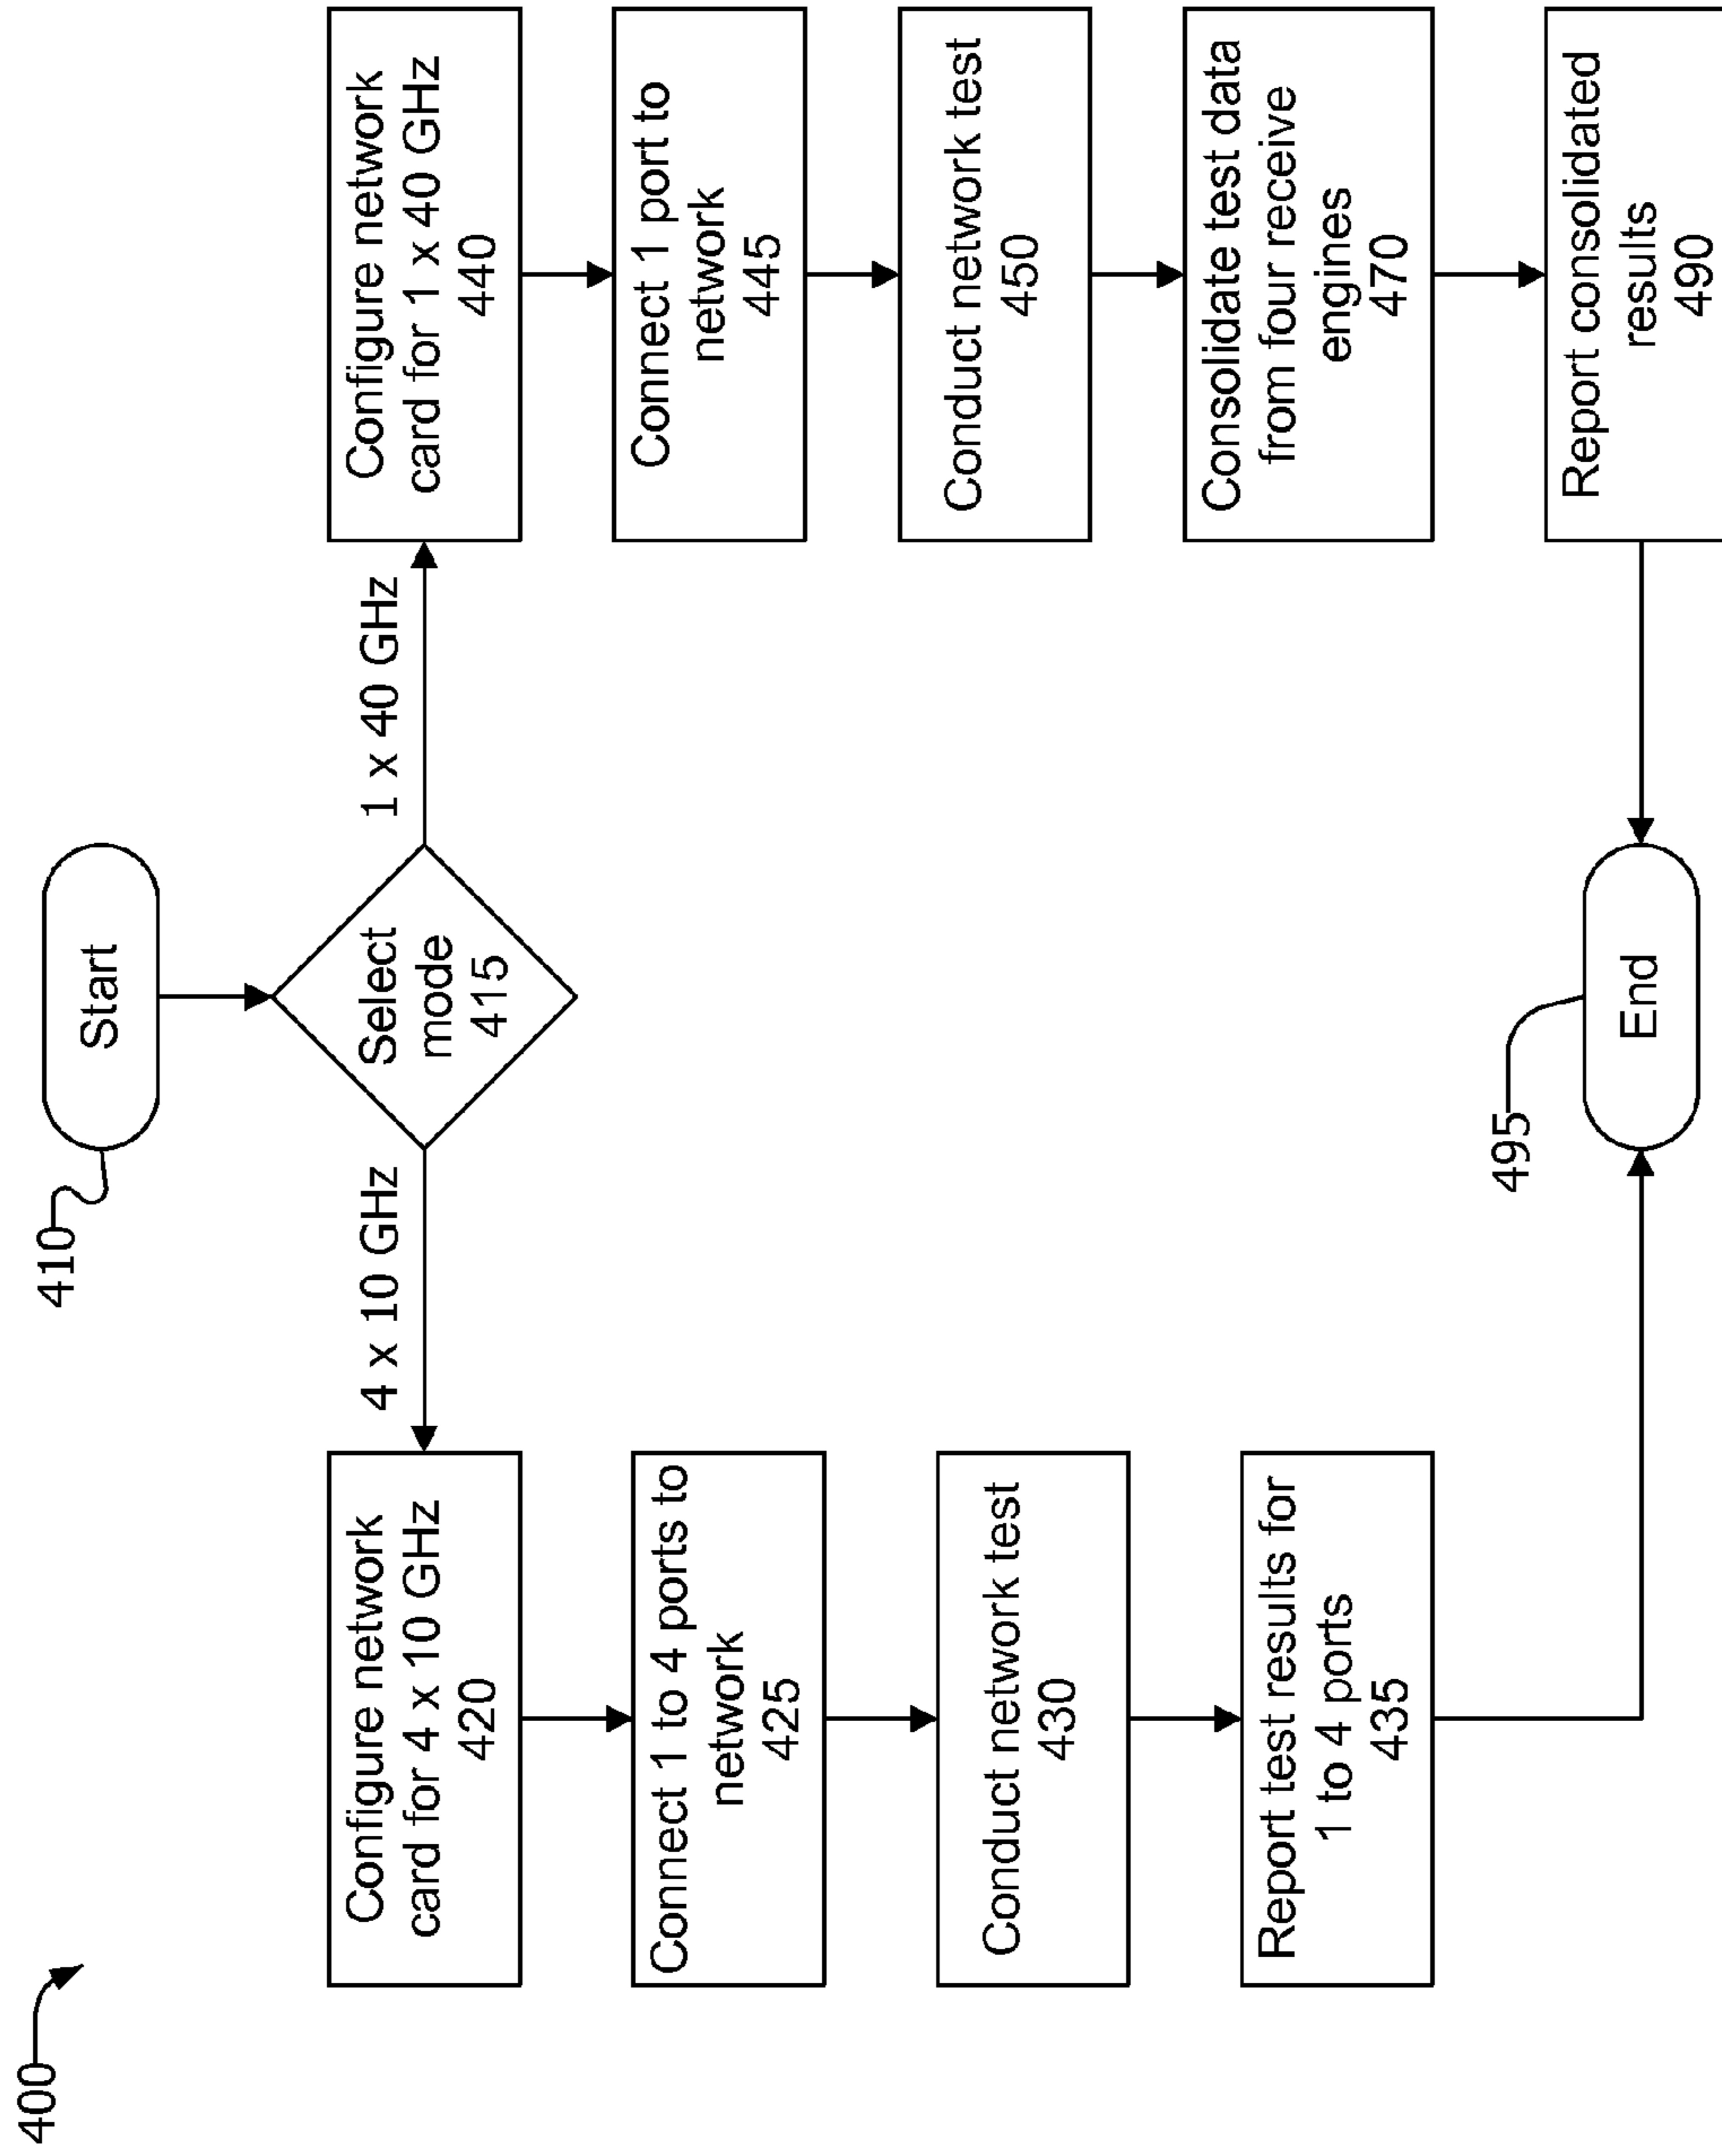 400
410
Start
Select
mode
415
4 x 10 GHz
1 x 40 GHz
Configure network
card for 4 x 10 GHz
420
Connect 1 to 4 ports to
network
425
Conduct network test
430
Report test results for
1 to 4 ports
435
Configure network
card for 1 x 40 GHz
440
Connect 1 port to
network
445
Conduct network test
450
Consolidate test data
from four receive
engines
470
Report consolidated
results
490
495
End